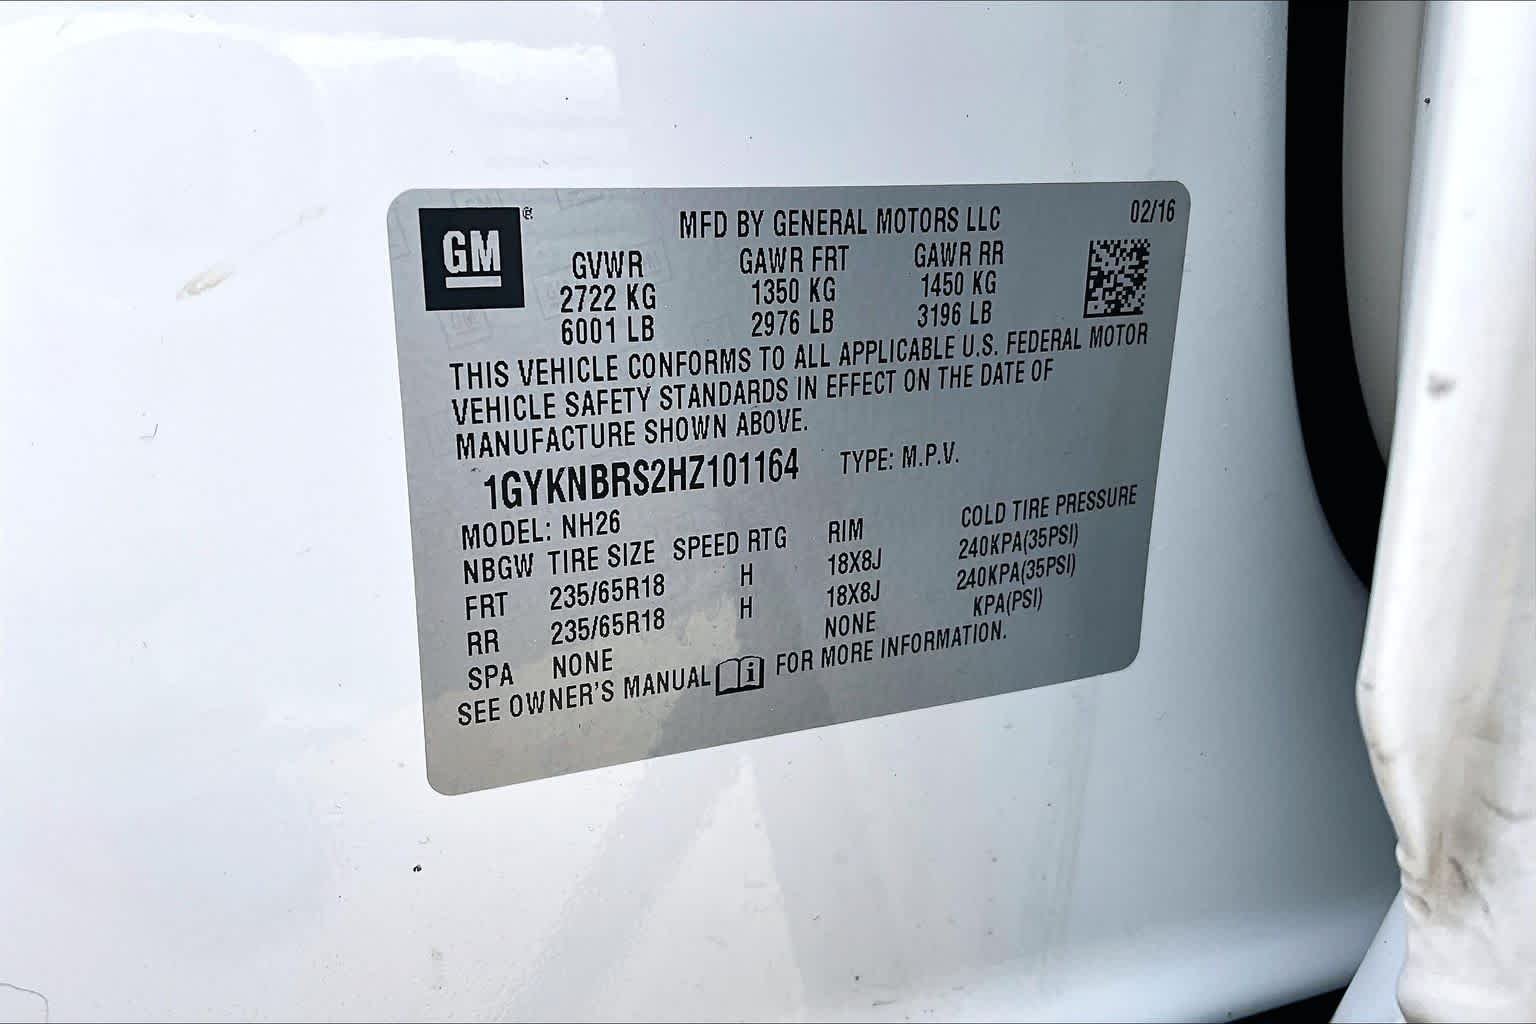 GM ®
MFD BY GENERAL MOTORS LLC 02/16
GVWR GAWR FRT GAWR RR
2722 KG 1350 KG 1450 KG
6001 LB 2976 LB 3196 LB
THIS VEHICLE CONFORMS TO ALL APPLICABLE U.S. FEDERAL MOTOR
VEHICLE SAFETY STANDARDS IN EFFECT ON THE DATE OF
MANUFACTURE SHOWN ABOVE.
1GYKNBRS2HZ101164 TYPE: M.P.V.
MODEL: NH26
NBGW TIRE SIZE SPEED RTG RIM COLD TIRE PRESSURE
FRT 235/65R18 H 18X8J 240KPA(35PSI)
RR 235/65R18 H 18X8J 240KPA(35PSI)
SPA NONE NONE KPA(PSI)
SEE OWNER'S MANUAL i FOR MORE INFORMATION.